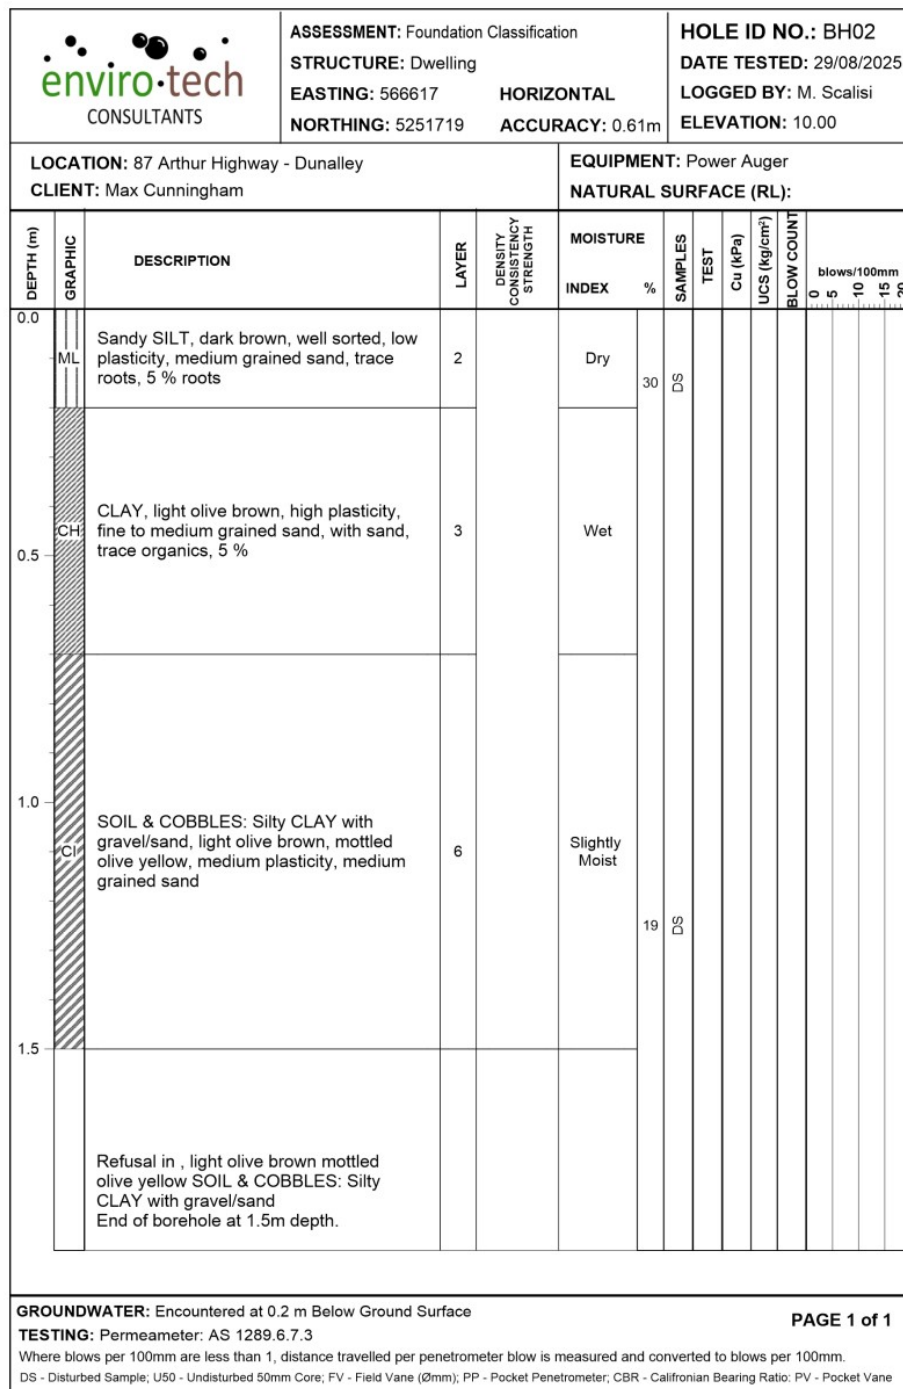 enviro·tech
CONSULTANTS
ASSESSMENT: Foundation Classification
STRUCTURE: Dwelling
EASTING: 566617 HORIZONTAL
NORTHING: 5251719 ACCURACY: 0.61m
HOLE ID NO.: BH02
DATE TESTED: 29/08/2025
LOGGED BY: M. Scalisi
ELEVATION: 10.00
LOCATION: 87 Arthur Highway - Dunalley
CLIENT: Max Cunningham
EQUIPMENT: Power Auger
NATURAL SURFACE (RL):
DEPTH (m)
GRAPHIC
DESCRIPTION
LAYER
DENSITY
CONSISTENCY
STRENGTH
MOISTURE
INDEX %
SAMPLES
TEST
Cu (kPa)
UCS (kg/cm²)
BLOW COUNT
blows/100mm
0 5 10 15 20
0.0
ML
Sandy SILT, dark brown, well sorted, low
plasticity, medium grained sand, trace
roots, 5 % roots
2
Dry
30
DS
0.5
CH
CLAY, light olive brown, high plasticity,
fine to medium grained sand, with sand,
trace organics, 5 %
3
Wet
1.0
CI
SOIL & COBBLES: Silty CLAY with
gravel/sand, light olive brown, mottled
olive yellow, medium plasticity, medium
grained sand
6
Slightly
Moist
19
DS
1.5
Refusal in , light olive brown mottled
olive yellow SOIL & COBBLES: Silty
CLAY with gravel/sand
End of borehole at 1.5m depth.
GROUNDWATER: Encountered at 0.2 m Below Ground Surface
TESTING: Permeameter: AS 1289.6.7.3
PAGE 1 of 1
Where blows per 100mm are less than 1, distance travelled per penetrometer blow is measured and converted to blows per 100mm.
DS - Disturbed Sample; U50 - Undisturbed 50mm Core; FV - Field Vane (Ømm); PP - Pocket Penetrometer; CBR - Califronian Bearing Ratio: PV - Pocket Vane